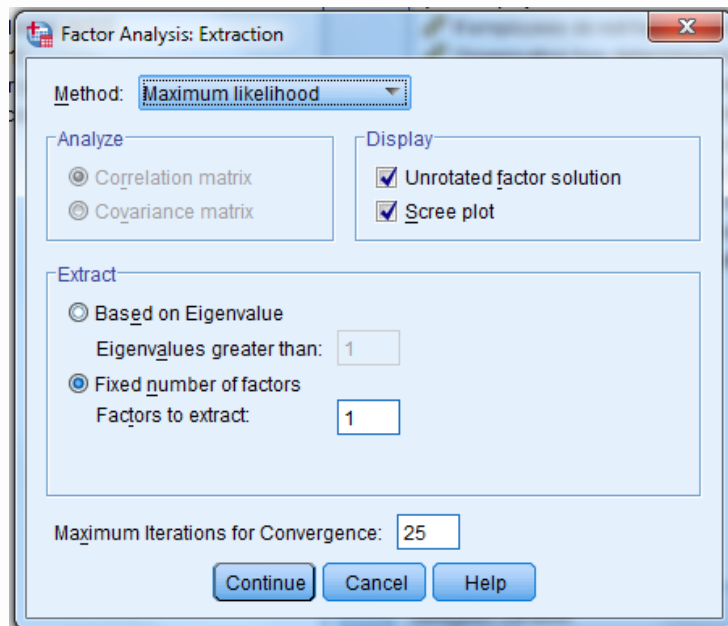 Factor Analysis: Extraction
Method: Maximum likelihood
Analyze
Correlation matrix
Covariance matrix
Display
Unrotated factor solution
Scree plot
Extract
Based on Eigenvalue
Eigenvalues greater than: 1
Fixed number of factors
Factors to extract: 1
Maximum Iterations for Convergence: 25
Continue Cancel Help